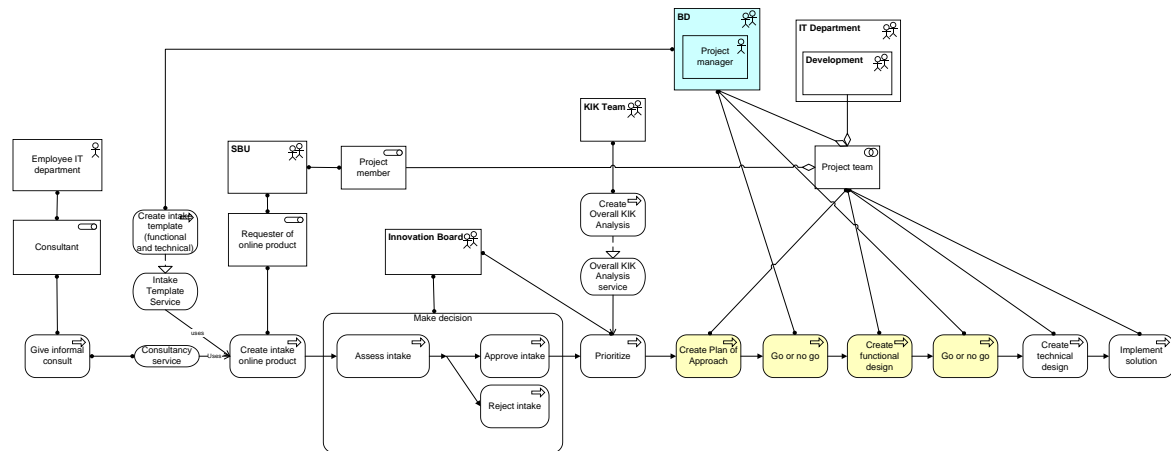 BD
Project
manager
IT Department
Development
KIK Team
Employee IT
department
SBU
Project
member
Project team
Create intake
template
(functional
and technical)
Create
Overall KIK
Analysis
Consultant
Requester of
online product
Innovation Board
Intake
Template
Service
Overall KIK
Analysis
service
uses
Make decision
Give informal
consult
Consultancy
service
Uses
Create intake
online product
Assess intake
Approve intake
Reject intake
Prioritize
Create Plan of
Approach
Go or no go
Create
functional
design
Go or no go
Create
technical
design
Implement
solution